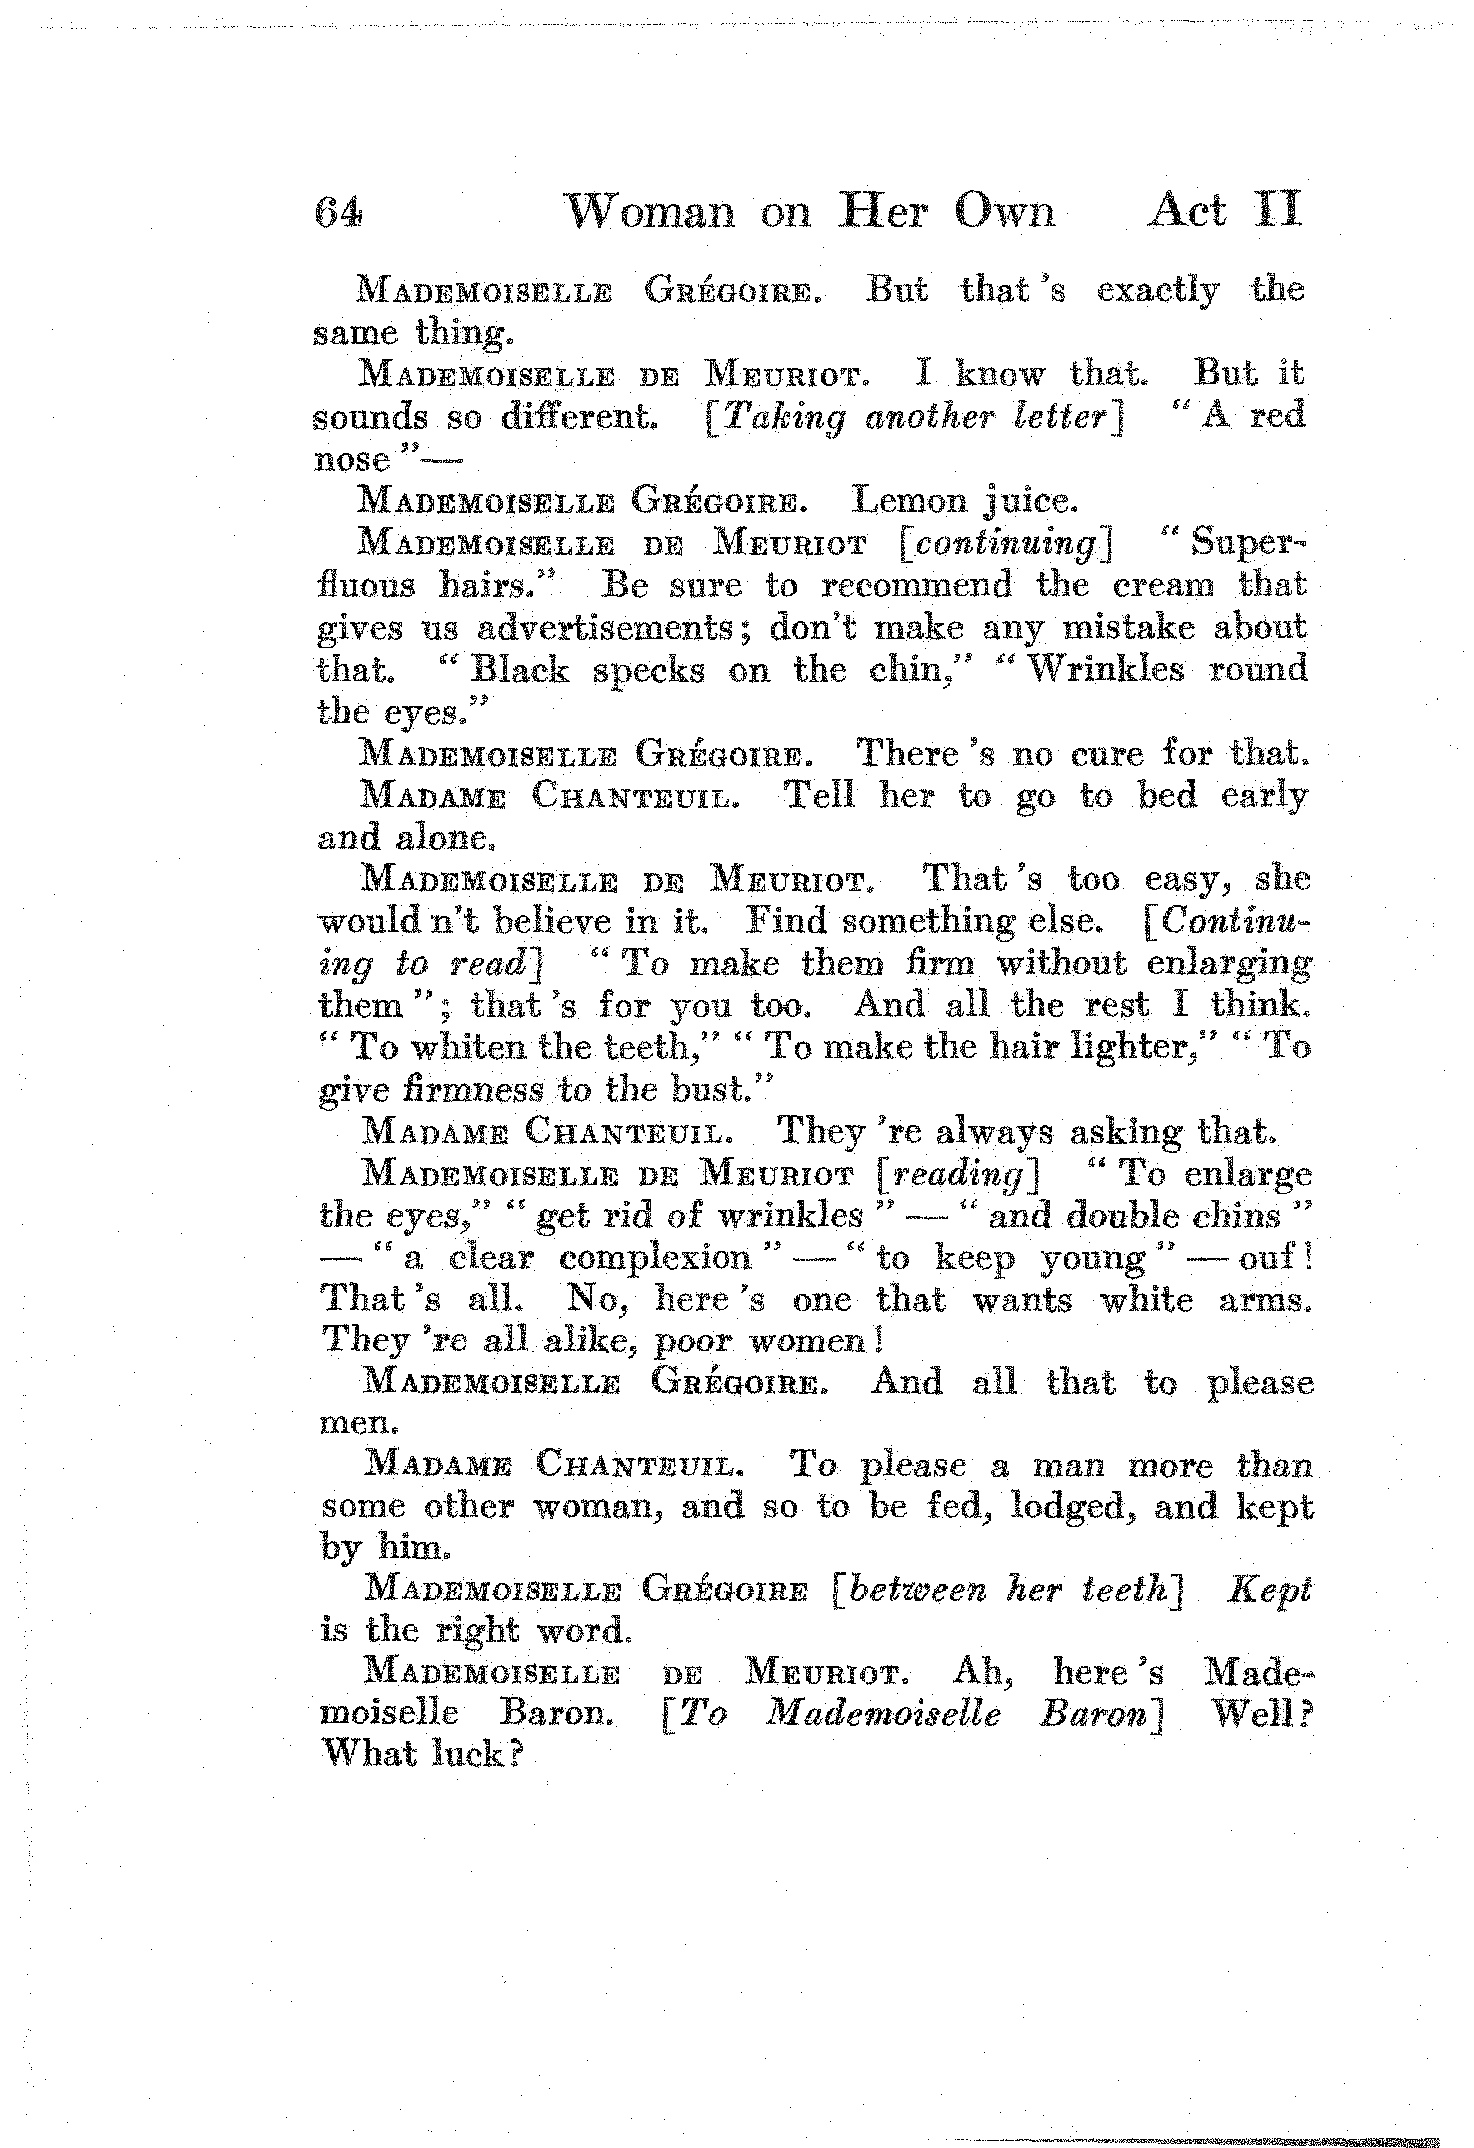 64 Woman on Her Own Act II
MADEMOISELLE GRÉGOIRE. But that 's exactly the
same thing.
MADEMOISELLE DE MEURIOT. I know that. But it
sounds so different. [Taking another letter] " A red
nose "—
MADEMOISELLE GRÉGOIRE. Lemon juice.
MADEMOISELLE DE MEURIOT [continuing] " Super-
fluous hairs." Be sure to recommend the cream that
gives us advertisements; don't make any mistake about
that. " Black specks on the chin," " Wrinkles round
the eyes."
MADEMOISELLE GRÉGOIRE. There 's no cure for that.
MADAME CHANTEUIL. Tell her to go to bed early
and alone.
MADEMOISELLE DE MEURIOT. That 's too easy, she
would n't believe in it. Find something else. [Continu-
ing to read] " To make them firm without enlarging
them "; that 's for you too. And all the rest I think.
" To whiten the teeth," " To make the hair lighter," " To
give firmness to the bust."
MADAME CHANTEUIL. They 're always asking that.
MADEMOISELLE DE MEURIOT [reading] " To enlarge
the eyes," " get rid of wrinkles " — " and double chins "
— " a clear complexion " — " to keep young " — ouf!
That 's all. No, here 's one that wants white arms.
They 're all alike, poor women!
MADEMOISELLE GRÉGOIRE. And all that to please
men.
MADAME CHANTEUIL. To please a man more than
some other woman, and so to be fed, lodged, and kept
by him.
MADEMOISELLE GRÉGOIRE [between her teeth] Kept
is the right word.
MADEMOISELLE DE MEURIOT. Ah, here 's Made-
moiselle Baron. [To Mademoiselle Baron] Well?
What luck?